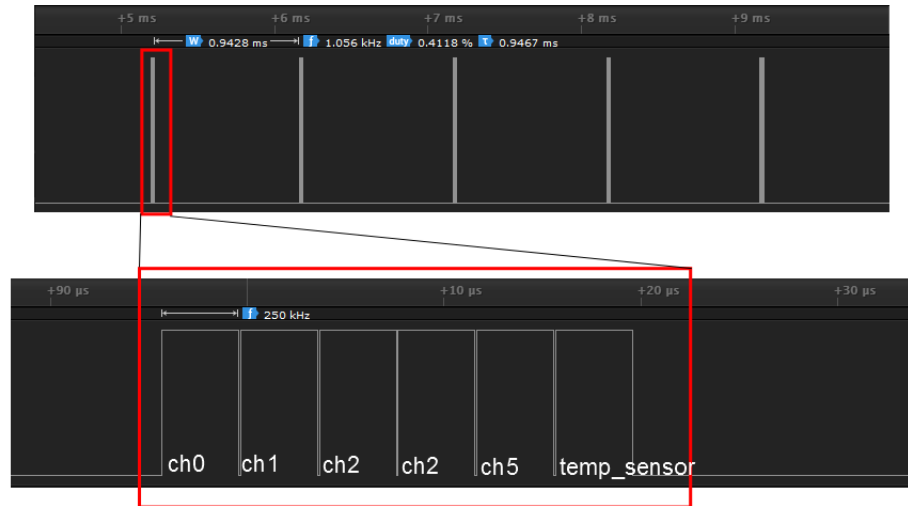 +5 ms +6 ms +7 ms +8 ms +9 ms
W 0.9428 ms f 1.056 kHz duty 0.4118 % τ 0.9467 ms
+90 µs +10 µs +20 µs +30 µs
f 250 kHz
ch0 ch1 ch2 ch2 ch5 temp_sensor